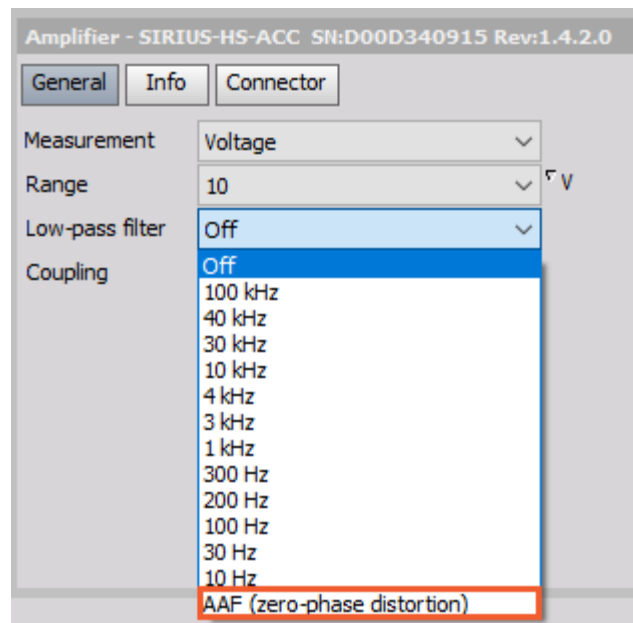 Amplifier - SIRIUS-HS-ACC SN:D00D340915 Rev:1.4.2.0
General Info Connector
Measurement Voltage
Range 10 V
Low-pass filter Off
Coupling Off
100 kHz
40 kHz
30 kHz
10 kHz
4 kHz
3 kHz
1 kHz
300 Hz
200 Hz
100 Hz
30 Hz
10 Hz
AAF (zero-phase distortion)